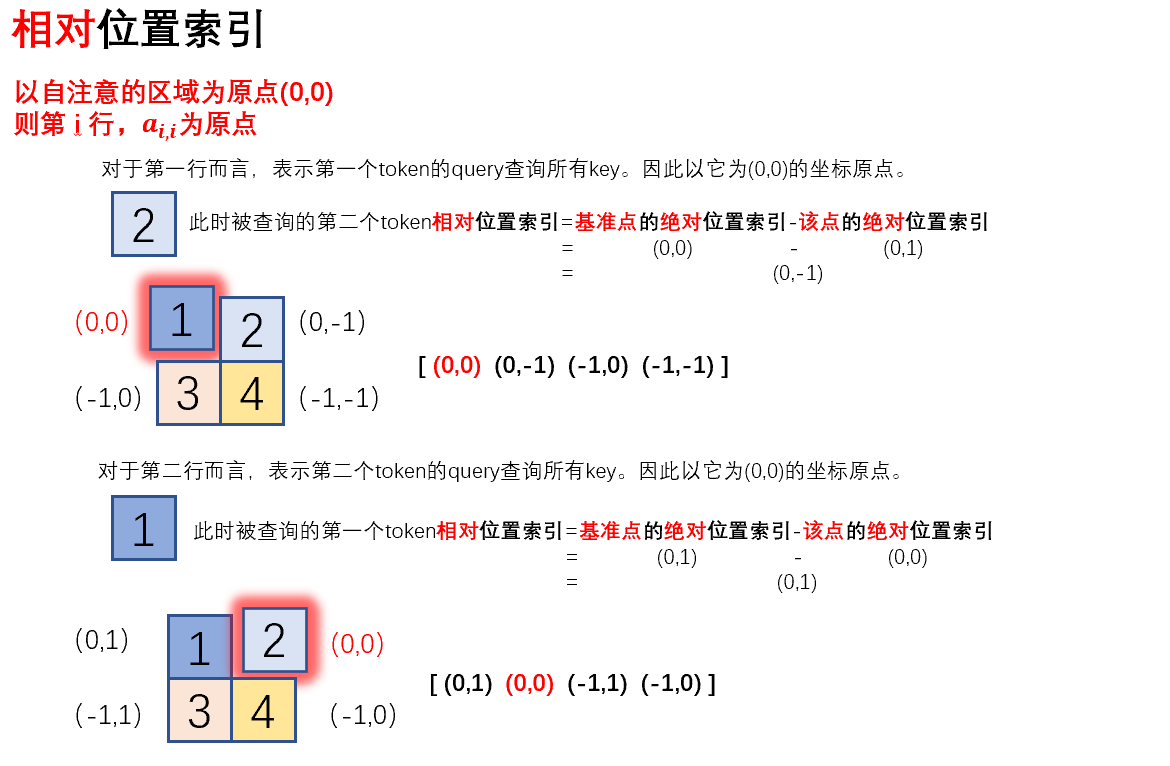 相对位置索引
以自注意的区域为原点(0,0)
则第 i 行，a_{i,i}为原点
对于第一行而言，表示第一个token的query查询所有key。因此以它为(0,0)的坐标原点。
2
此时被查询的第二个token相对位置索引=基准点的绝对位置索引-该点的绝对位置索引
= (0,0) - (0,1)
= (0,-1)
(0,0) 1 2 (0,-1)
[ (0,0) (0,-1) (-1,0) (-1,-1) ]
(-1,0) 3 4 (-1,-1)
对于第二行而言，表示第二个token的query查询所有key。因此以它为(0,0)的坐标原点。
1
此时被查询的第一个token相对位置索引=基准点的绝对位置索引-该点的绝对位置索引
= (0,1) - (0,0)
= (0,1)
(0,1) 1 2 (0,0)
[ (0,1) (0,0) (-1,1) (-1,0) ]
(-1,1) 3 4 (-1,0)